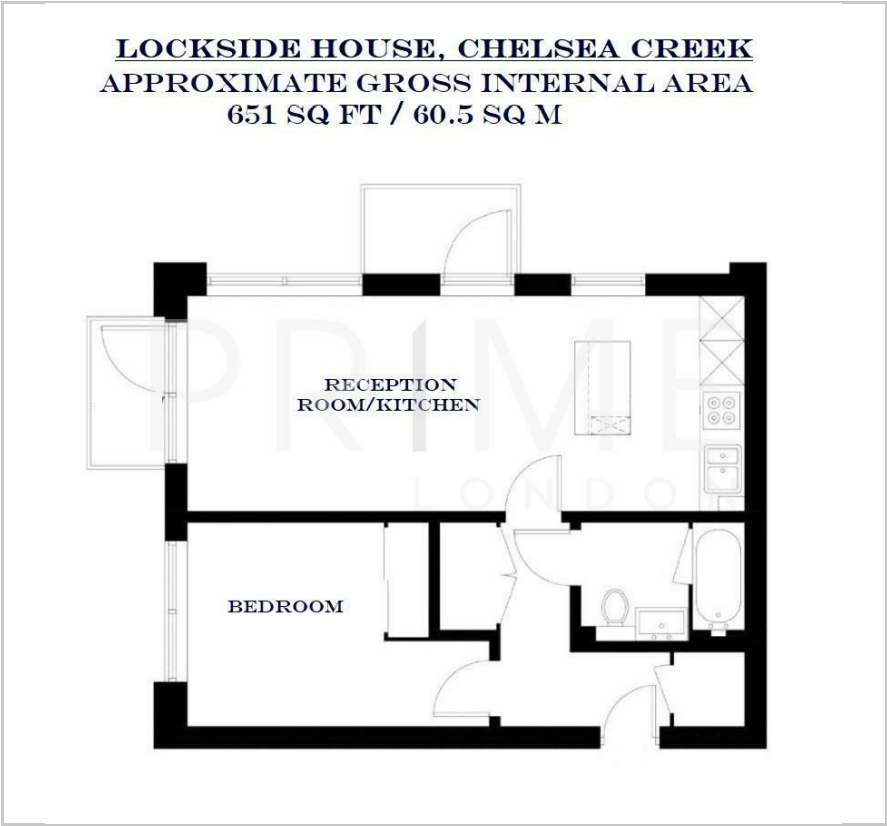 LOCKSIDE HOUSE, CHELSEA CREEK
APPROXIMATE GROSS INTERNAL AREA
651 SQ FT / 60.5 SQ M
PRIME
LONDON
RECEPTION
ROOM/KITCHEN
BEDROOM